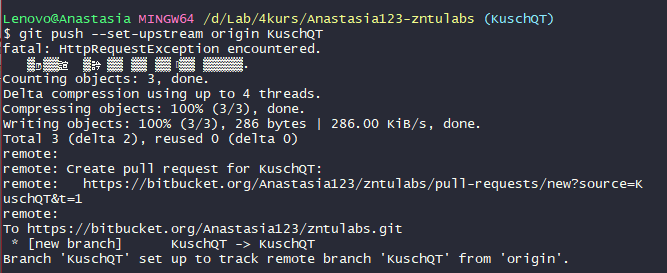 Lenovo@Anastasia MINGW64 /d/Lab/4kurs/Anastasia123-zntulabs (KuschQT)
$ git push --set-upstream origin KuschQT
fatal: HttpRequestException encountered.
Counting objects: 3, done.
Delta compression using up to 4 threads.
Compressing objects: 100% (3/3), done.
Writing objects: 100% (3/3), 286 bytes | 286.00 KiB/s, done.
Total 3 (delta 2), reused 0 (delta 0)
remote:
remote: Create pull request for KuschQT:
remote:   https://bitbucket.org/Anastasia123/zntulabs/pull-requests/new?source=K
uschQT&t=1
remote:
To https://bitbucket.org/Anastasia123/zntulabs.git
 * [new branch]      KuschQT -> KuschQT
Branch 'KuschQT' set up to track remote branch 'KuschQT' from 'origin'.